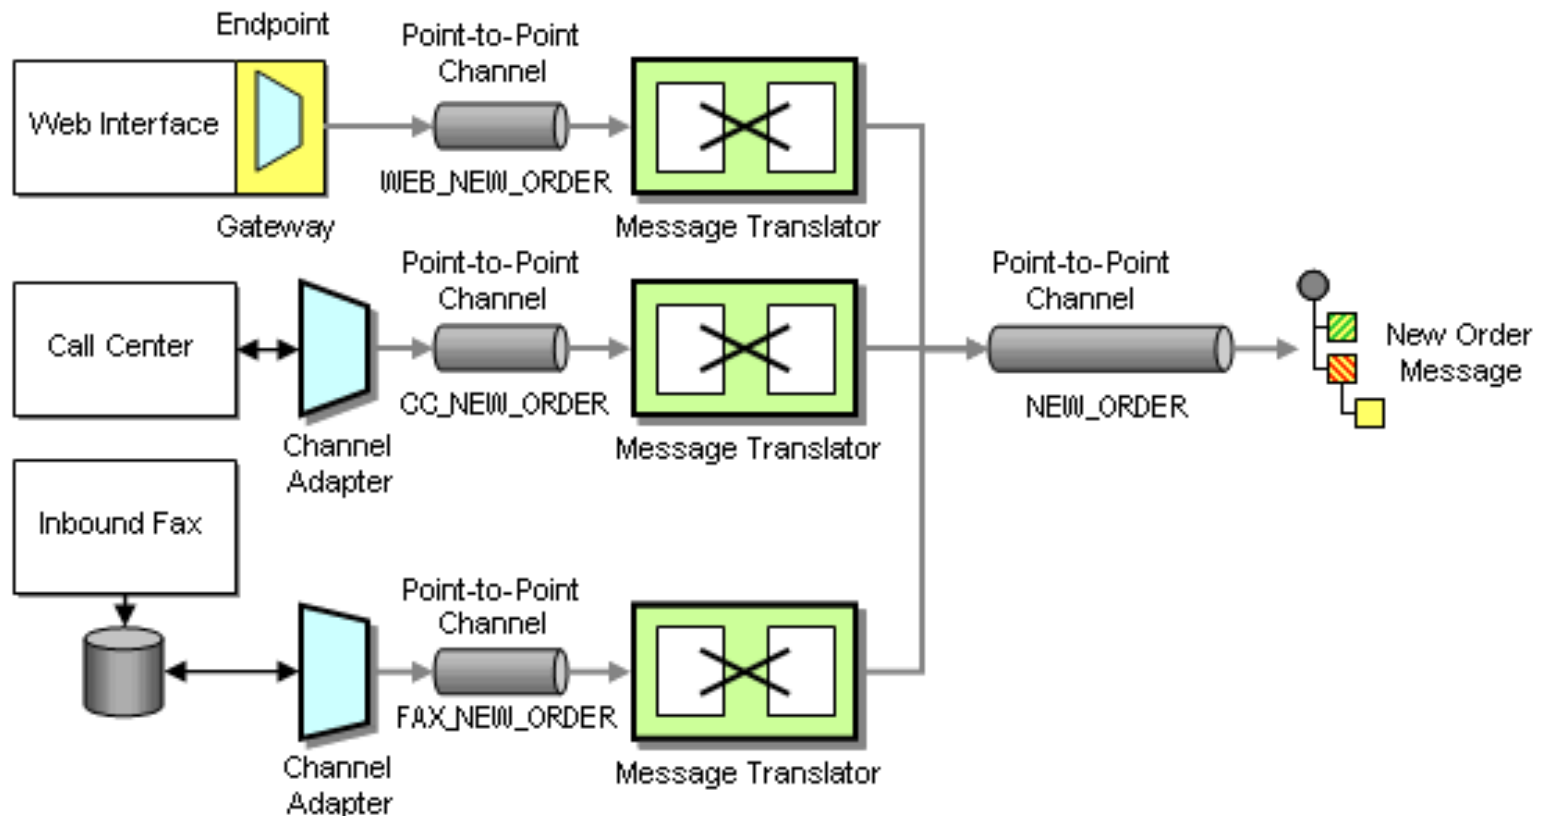 Endpoint
Web Interface
Gateway
Point-to-Point
Channel
WEB_NEW_ORDER
Message Translator
Call Center
Channel
Adapter
Point-to-Point
Channel
CC_NEW_ORDER
Message Translator
Point-to-Point
Channel
NEW_ORDER
New Order
Message
Inbound Fax
Channel
Adapter
Point-to-Point
Channel
FAX_NEW_ORDER
Message Translator